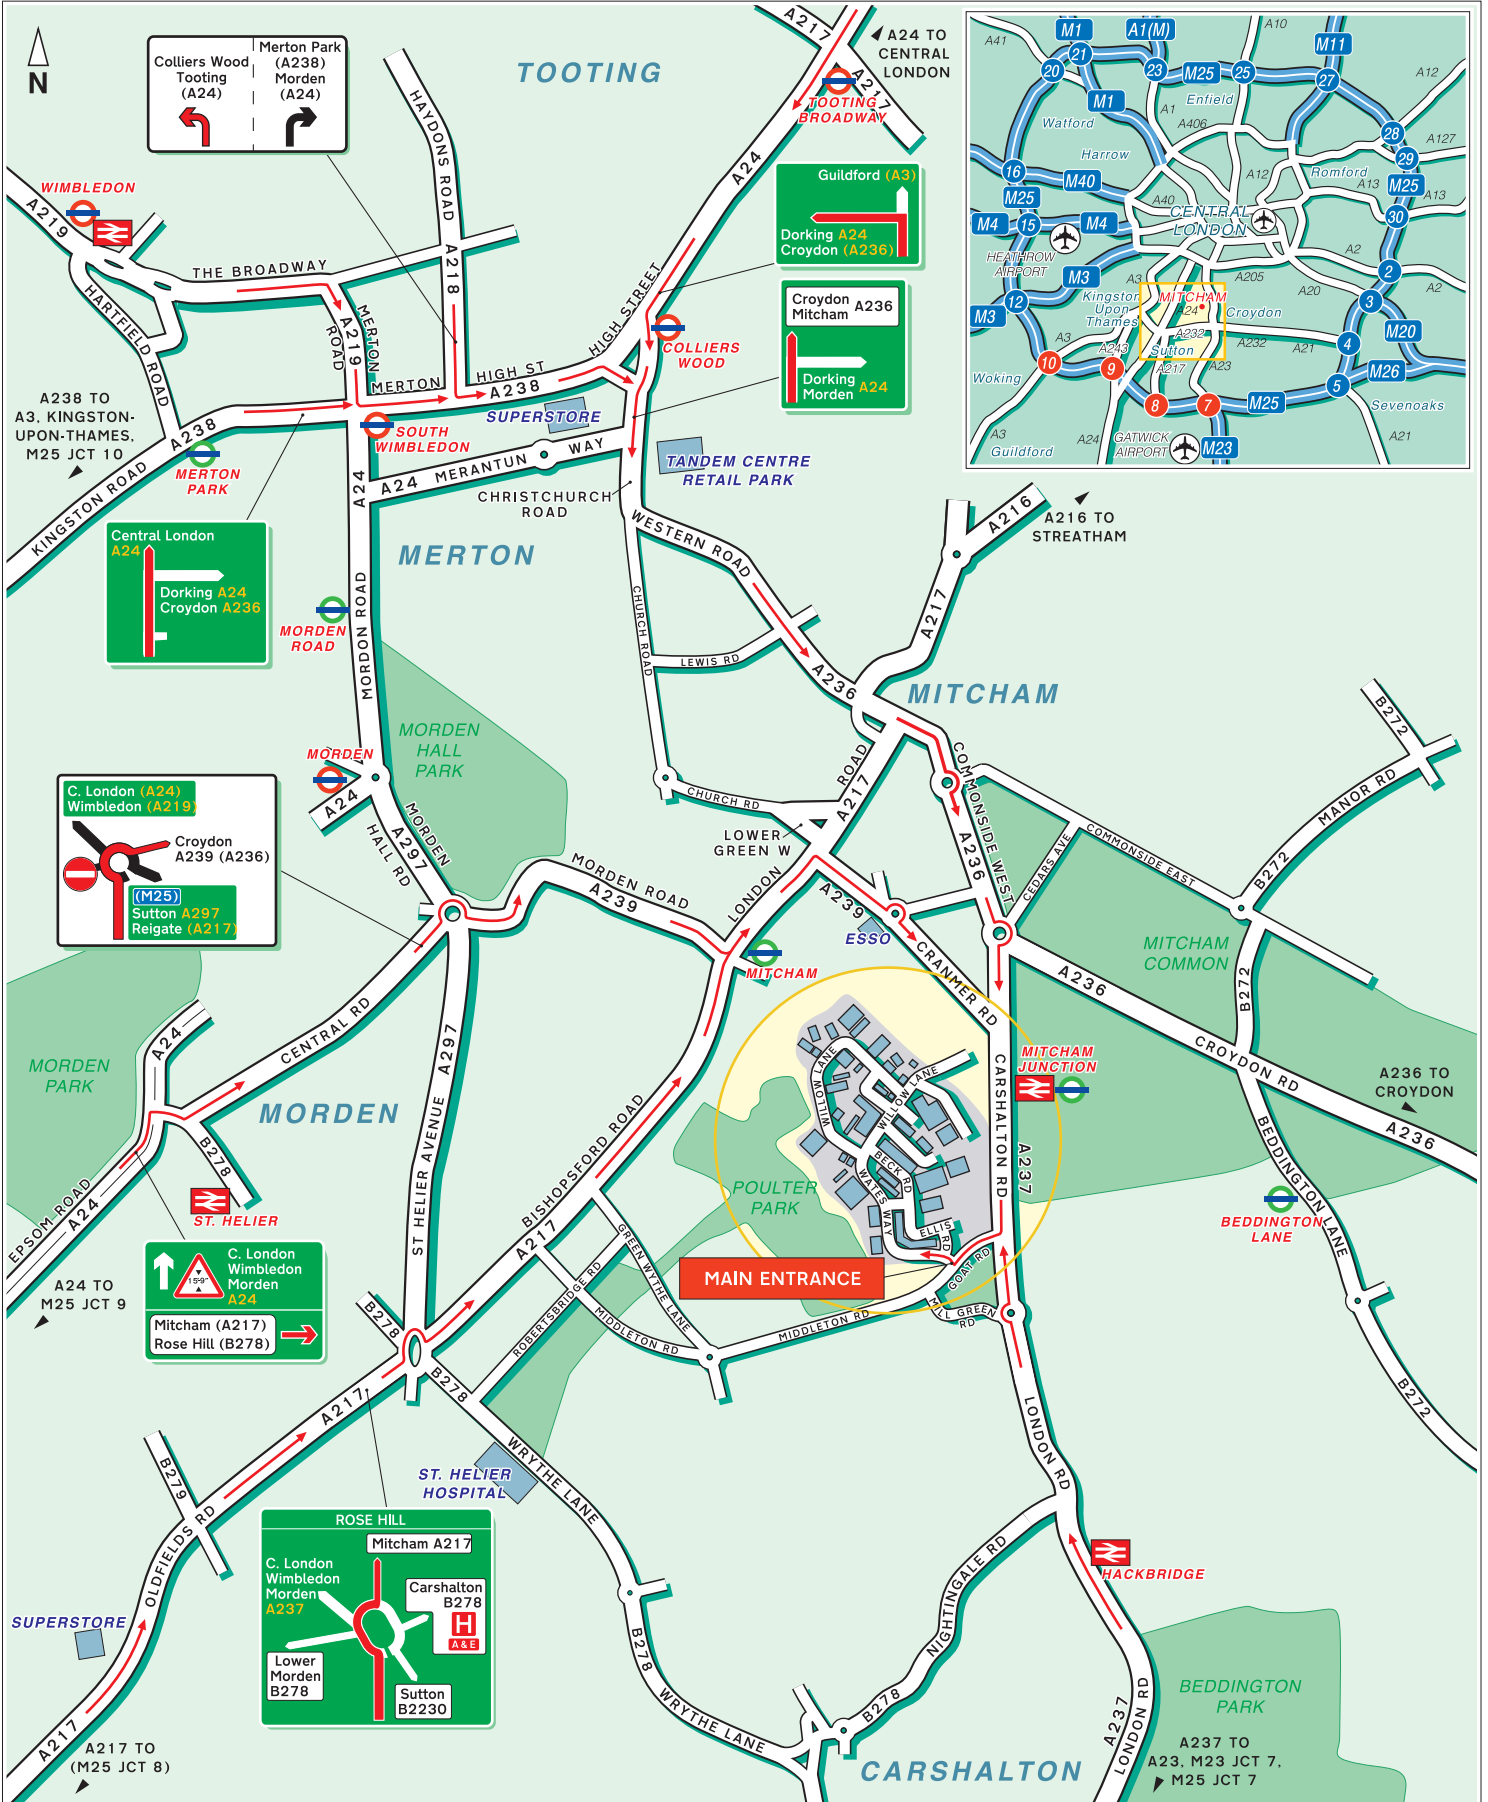 N
Colliers Wood
Tooting
(A24)
Merton Park
(A238)
Morden
(A24)
TOOTING
A217
A24 TO
CENTRAL
LONDON
A217
TOOTING
BROADWAY
HAYDONS ROAD
A218
A24
WIMBLEDON
A219
THE BROADWAY
HARTFIELD ROAD
MERTON
ROAD
A219
Guildford (A3)
Dorking A24
Croydon (A236)
Croydon
Mitcham
A236
Dorking
Morden A24
HIGH STREET
COLLIERS
WOOD
MERTON
HIGH ST
A238
SUPERSTORE
A238 TO
A3, KINGSTON-
UPON-THAMES,
M25 JCT 10
A238
KINGSTON ROAD
MERTON
PARK
SOUTH
WIMBLEDON
A24 MERANTUN WAY
TANDEM CENTRE
RETAIL PARK
CHRISTCHURCH
ROAD
A24
Central London
A24
Dorking A24
Croydon A236
MERTON
WESTERN ROAD
MORDON ROAD
MORDEN
ROAD
CHURCH ROAD
LEWIS RD
A236
A217
A216
A216 TO
STREATHAM
MITCHAM
MORDEN
HALL
PARK
MORDEN
A24
MORDEN
HALL RD
A297
C. London (A24)
Wimbledon (A219)
Croydon
A239 (A236)
(M25)
Sutton A297
Reigate (A217)
CHURCH RD
LOWER
GREEN W
LONDON
ROAD
A217
COMMONSIDE WEST
A236
CEDARS AVE
COMMONSIDE EAST
B272
MANOR RD
B272
MORDEN ROAD
A239
A239
ESSO
CRANMER RD
MITCHAM
MITCHAM
COMMON
A236
B272
CROYDON RD
A236 TO
CROYDON
A236
CENTRAL RD
A24
MORDEN
PARK
MORDEN
A297
ST HELIER AVENUE
B278
ST. HELIER
EPSOM ROAD
A24
A24 TO
M25 JCT 9
15'-9"
C. London
Wimbledon
Morden
A24
Mitcham (A217)
Rose Hill (B278)
BISHOPSFORD ROAD
A217
WILLOW LANE
WILLOW LANE
BECK RD
WATES WAY
ELLIS RD
POULTER
PARK
MAIN ENTRANCE
GOAT RD
CARSHALTON RD
A237
MITCHAM
JUNCTION
BEDDINGTON LANE
BEDDINGTON
LANE
B272
GREEN WYTHE LANE
ROBERTSBRIDGE RD
MIDDLETON RD
MIDDLETON RD
MILL GREEN
RD
B278
B278
A217
WRYTHE LANE
ST. HELIER
HOSPITAL
LONDON RD
B279
OLDFIELDS RD
SUPERSTORE
A217
A217 TO
(M25 JCT 8)
ROSE HILL
Mitcham A217
C. London
Wimbledon
Morden
A237
Carshalton
B278
H
A & E
Lower
Morden
B278
Sutton
B2230
B278
WRYTHE LANE
B278
NIGHTINGALE RD
HACKBRIDGE
CARSHALTON
A237
LONDON RD
BEDDINGTON
PARK
A237 TO
A23, M23 JCT 7,
M25 JCT 7
A41
M1
A1(M)
A10
M11
20
21
23
M25
25
27
A12
M1
A1
Enfield
Watford
A406
28
A127
Harrow
29
16
M40
A12
Romford
A13
M25
A13
M25
A40
CENTRAL
LONDON
30
M4
15
M4
HEATHROW
AIRPORT
A2
M3
A3
A205
2
A2
12
Kingston
Upon
Thames
MITCHAM
A24
Croydon
A20
3
M3
A232
M20
A3
A243
Sutton
A232
A21
4
10
9
A217
A23
M26
Woking
5
8
7
M25
Sevenoaks
A3
Guildford
A24
GATWICK
AIRPORT
M23
A21